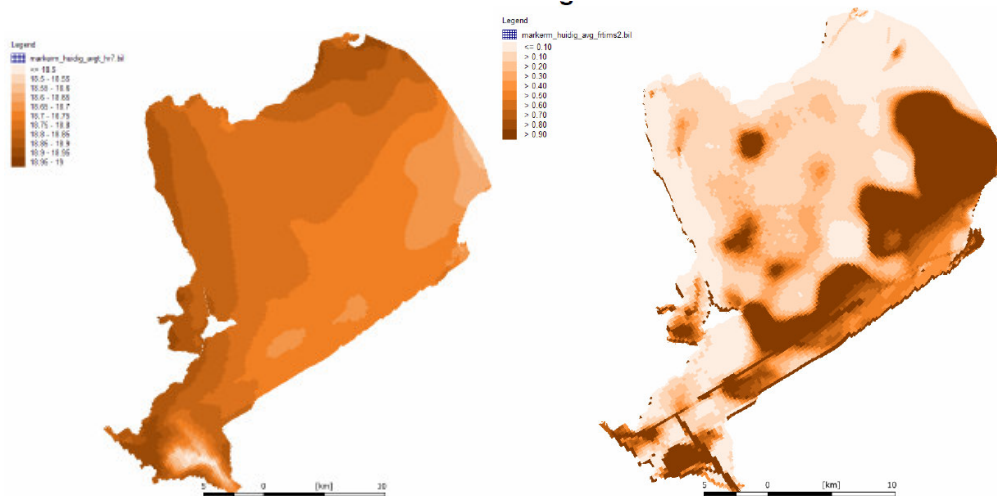 Legend
<= 18.5
18.5 - 18.55
18.55 - 18.6
18.6 - 18.65
18.65 - 18.7
18.7 - 18.75
18.75 - 18.8
18.8 - 18.85
18.85 - 18.9
18.9 - 18.95
18.95 - 19
5 0 [km] 10
Legend
markerm_huidig_avg_frtims2.bil
<= 0.10
> 0.10
> 0.20
> 0.30
> 0.40
> 0.50
> 0.60
> 0.70
> 0.80
> 0.90
5 0 [km] 10